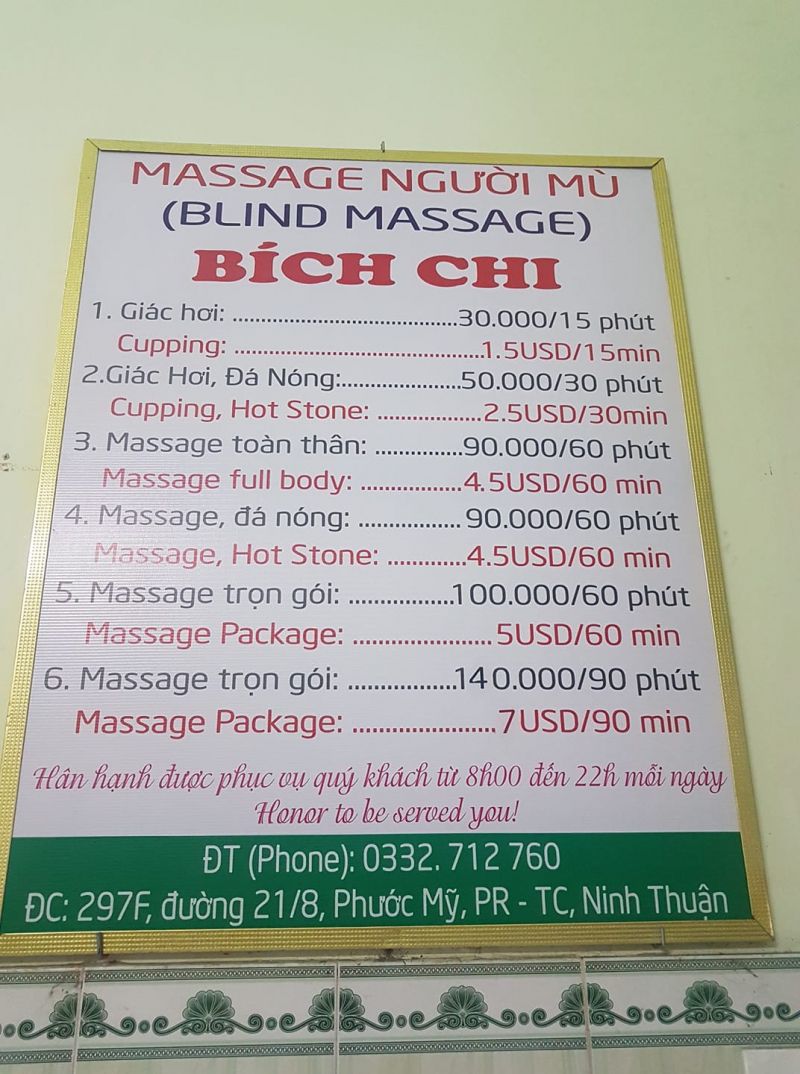 MASSAGE NGƯỜI MÙ
(BLIND MASSAGE)
BÍCH CHI
1. Giác hơi: ..........................................30.000/15 phút
Cupping: ...............................................1.5USD/15min
2.Giác Hơi, Đá Nóng:......................50.000/30 phút
Cupping, Hot Stone: ...................2.5USD/30min
3. Massage toàn thân: ................90.000/60 phút
Massage full body: ...................4.5USD/60 min
4. Massage, đá nóng: ................... 90.000/60 phút
Massage, Hot Stone: ..............4.5USD/60 min
5. Massage trọn gói: ...................100.000/60 phút
Massage Package: ......................... 5USD/60 min
6. Massage trọn gói: ...................140.000/90 phút
Massage Package: .........................7USD/90 min
Hân hạnh được phục vụ quý khách từ 8h00 đến 22h mỗi ngày
Honor to be served you!
ĐT (Phone): 0332. 712 760
ĐC: 297F, đường 21/8, Phước Mỹ, PR - TC, Ninh Thuận